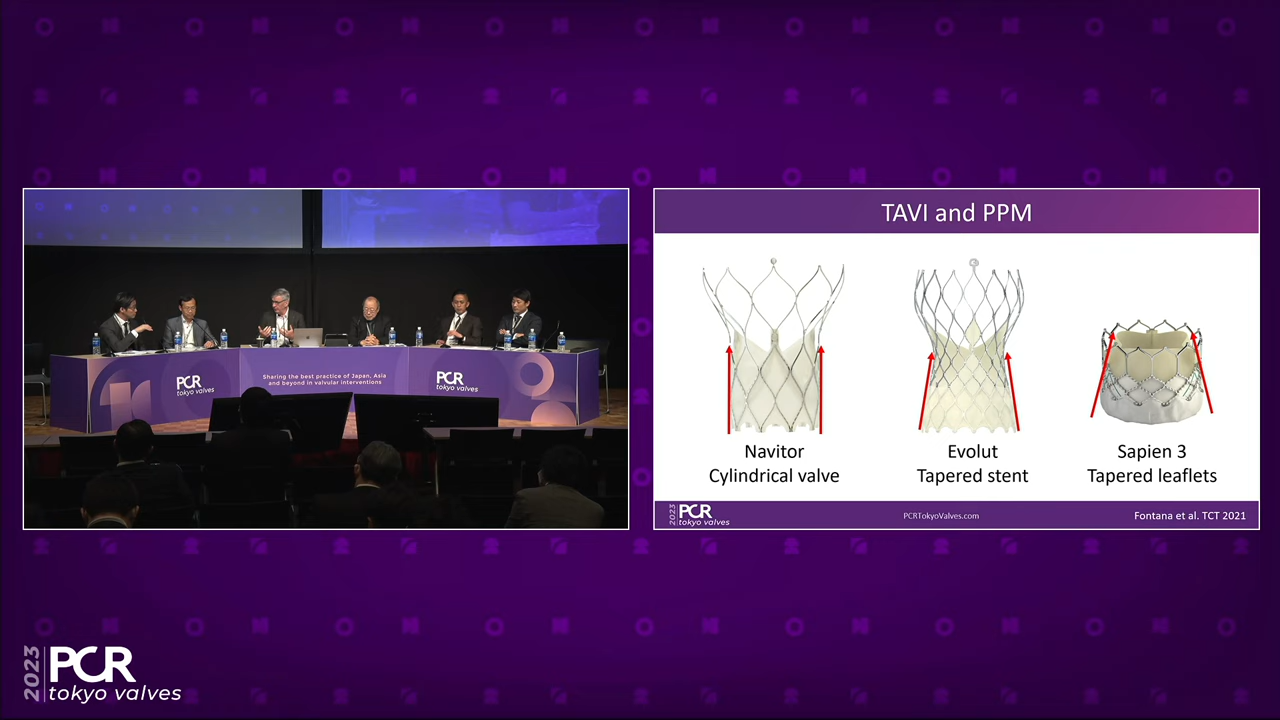 TAVI and PPM
Navitor
Cylindrical valve
Evolut
Tapered stent
Sapien 3
Tapered leaflets
2023 PCR
tokyo valves
PCRTokyoValves.com
Fontana et al. TCT 2021
PCR
tokyo valves
Sharing the best practice of Japan, Asia
and beyond in valvular interventions
PCR
tokyo valves
2023 PCR
tokyo valves